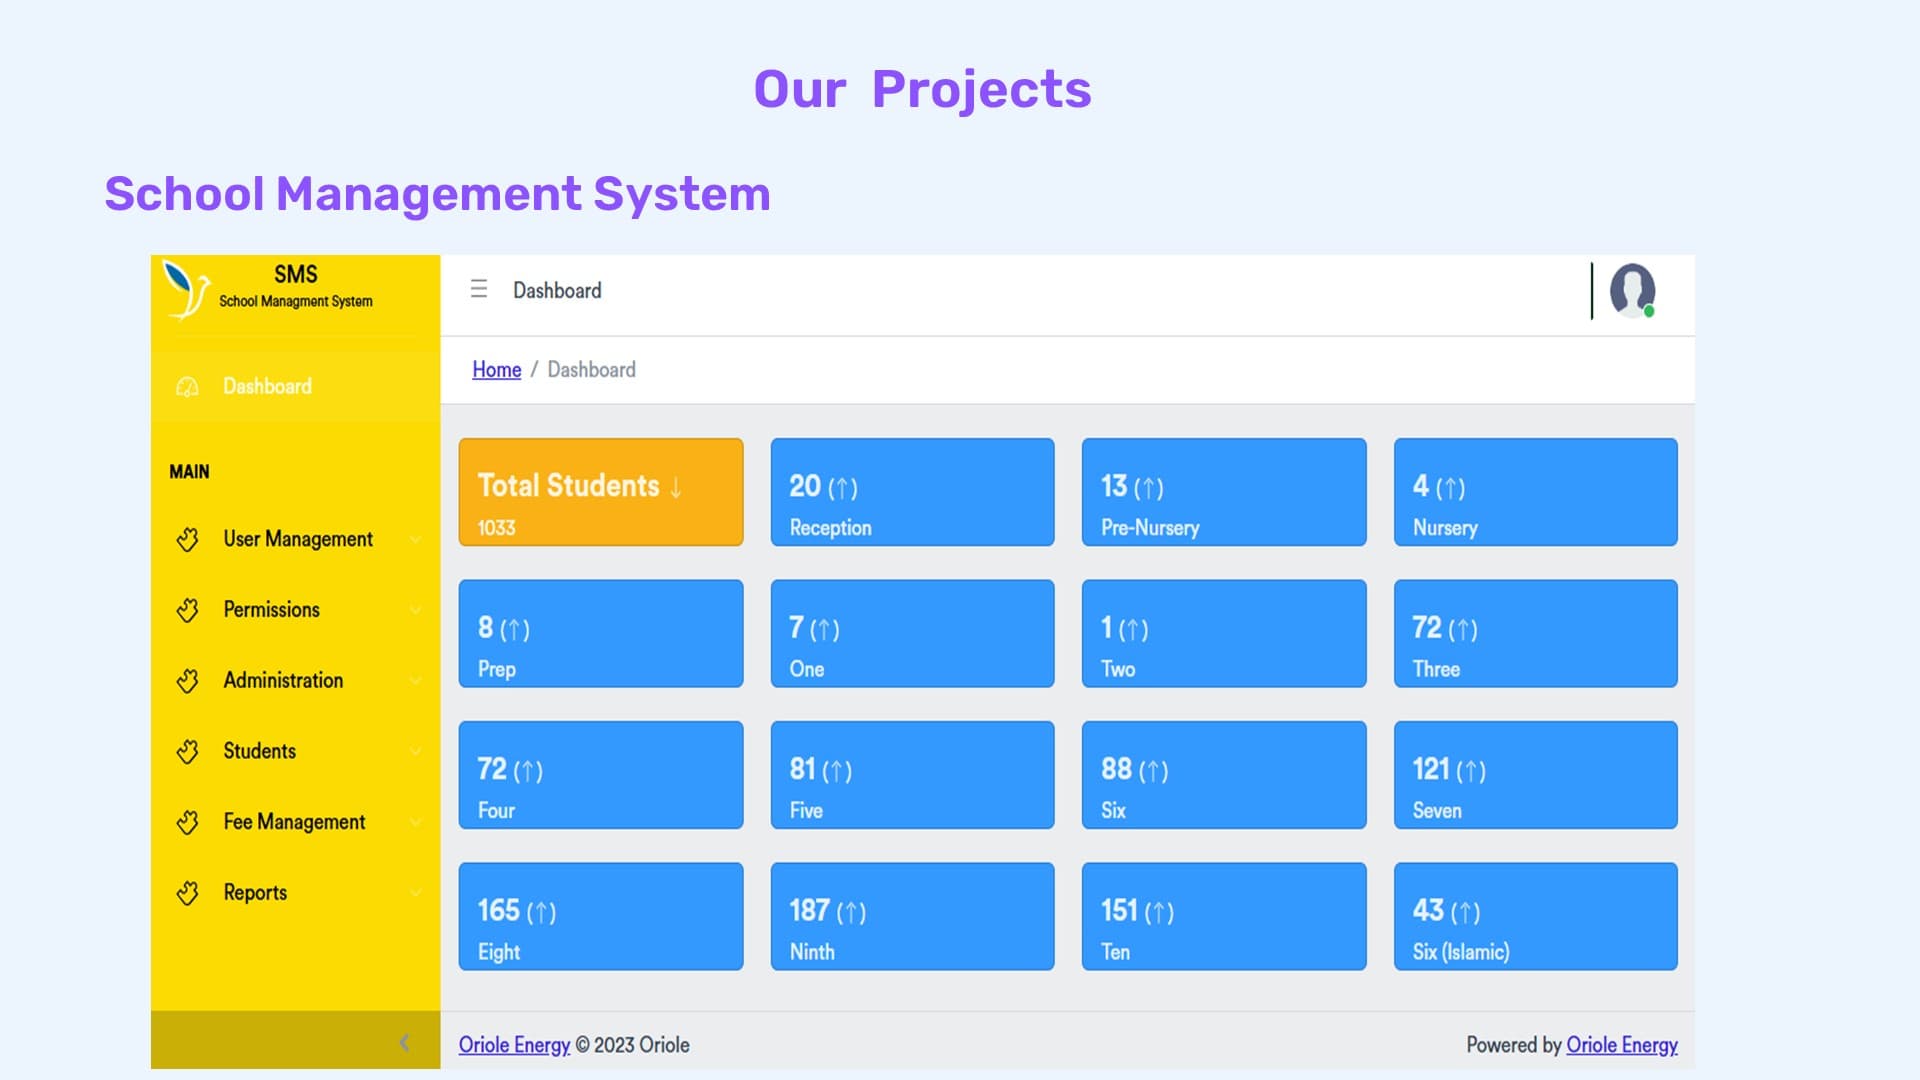 Our Projects
School Management System
SMS
School Managment System
Dashboard
MAIN
User Management
Permissions
Administration
Students
Fee Management
Reports
Dashboard
Home / Dashboard
Total Students ↓
1033
20 (↑)
Reception
13 (↑)
Pre-Nursery
4 (↑)
Nursery
8 (↑)
Prep
7 (↑)
One
1 (↑)
Two
72 (↑)
Three
72 (↑)
Four
81 (↑)
Five
88 (↑)
Six
121 (↑)
Seven
165 (↑)
Eight
187 (↑)
Ninth
151 (↑)
Ten
43 (↑)
Six (Islamic)
Oriole Energy © 2023 Oriole
Powered by Oriole Energy